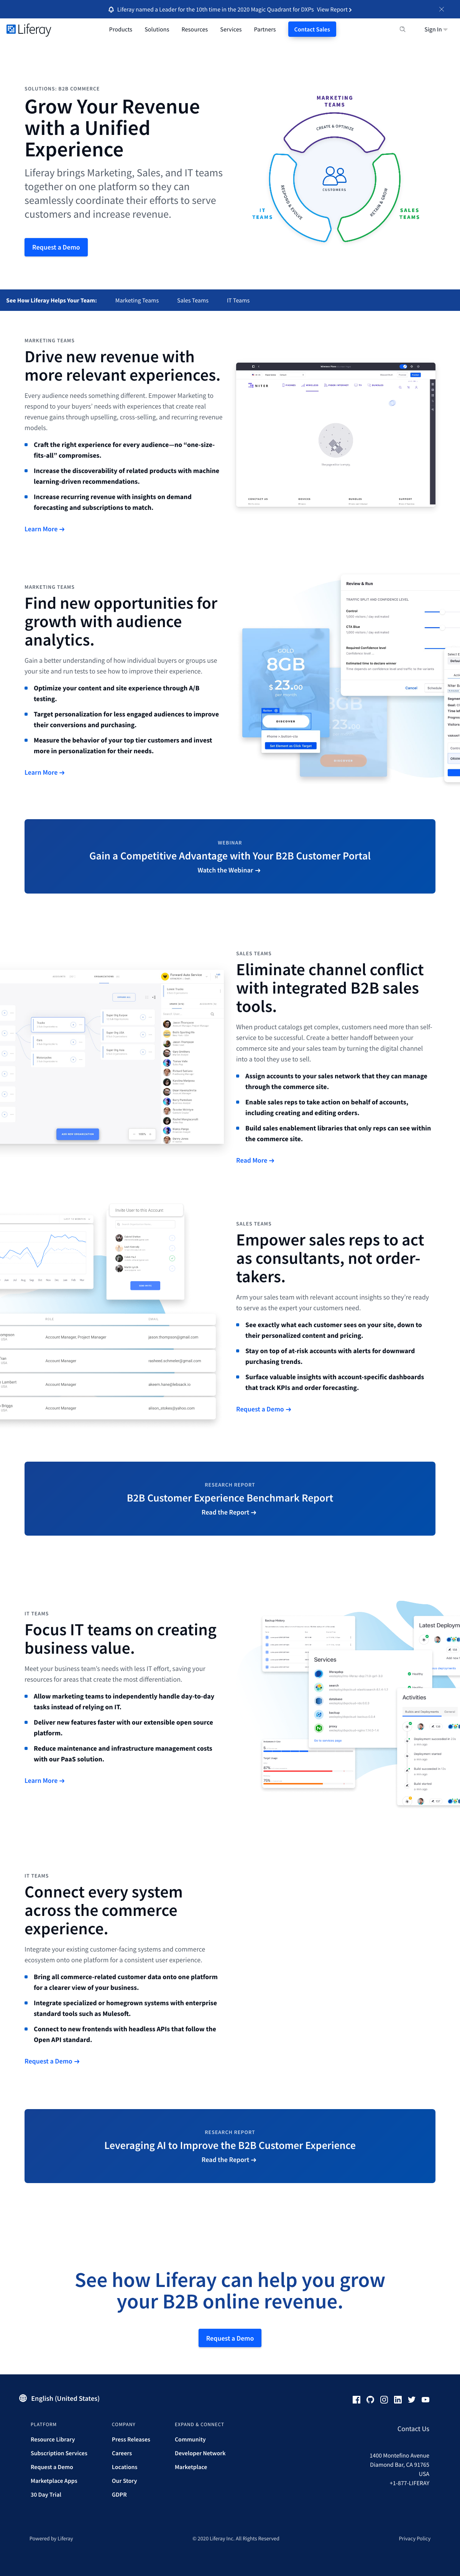 Liferay named a Leader for the 10th time in the 2020 Magic Quadrant for DXPs View Report
Liferay
Products
Solutions
Resources
Services
Partners
Contact Sales
Sign In
SOLUTIONS: B2B COMMERCE
Grow Your Revenue
with a Unified
Experience
Liferay brings Marketing, Sales, and IT teams
together on one platform so they can
seamlessly coordinate their efforts to serve
customers and increase revenue.
Request a Demo
MARKETING
TEAMS
CREATE & OPTIMIZE
CUSTOMERS
RESPOND & EVOLVE
RETAIN & GROW
IT
TEAMS
SALES
TEAMS
See How Liferay Helps Your Team:
Marketing Teams
Sales Teams
IT Teams
MARKETING TEAMS
Drive new revenue with
more relevant experiences.
Every audience needs something different. Empower Marketing to
respond to your buyers' needs with experiences that create real
revenue gains through upselling, cross-selling, and recurring revenue
models.
Craft the right experience for every audience—no “one-size-
fits-all” compromises.
Increase the discoverability of related products with machine
learning-driven recommendations.
Increase recurring revenue with insights on demand
forecasting and subscriptions to match.
Learn More →
MARKETING TEAMS
Find new opportunities for
growth with audience
analytics.
Gain a better understanding of how individual buyers or groups use
your site and run tests to see how to improve their experience.
Optimize your content and site experience through A/B
testing.
Target personalization for less engaged audiences to improve
their conversions and purchasing.
Measure the behavior of your top tier customers and invest
more in personalization for their needs.
Learn More →
Review & Run
TRAFFIC SPLIT AND CONFIDENCE LEVEL
Control
CTA Blue
Required Confidence level
Estimated time to declare winner
Cancel
Schedule
GOLD
8GB
$ 23.00
DISCOVER
Set Element as Click Target
WEBINAR
Gain a Competitive Advantage with Your B2B Customer Portal
Watch the Webinar →
SALES TEAMS
Eliminate channel conflict
with integrated B2B sales
tools.
When product catalogs get complex, customers need more than self-
service to be successful. Create a better handoff between your
commerce site and your sales team by turning the digital channel
into a tool they use to sell.
Assign accounts to your sales network that they can manage
through the commerce site.
Enable sales reps to take action on behalf of accounts,
including creating and editing orders.
Build sales enablement libraries that only reps can see within
the commerce site.
Read More →
SALES TEAMS
Empower sales reps to act
as consultants, not order-
takers.
Arm your sales team with relevant account insights so they're ready
to serve as the expert your customers need.
See exactly what each customer sees on your site, down to
their personalized content and pricing.
Stay on top of at-risk accounts with alerts for downward
purchasing trends.
Surface valuable insights with account-specific dashboards
that track KPIs and order forecasting.
Request a Demo →
Invite User to this Account
Account Manager, Project Manager
Account Manager
Account Manager
Account Manager
RESEARCH REPORT
B2B Customer Experience Benchmark Report
Read the Report →
IT TEAMS
Focus IT teams on creating
business value.
Meet your business team's needs with less IT effort, saving your
resources for areas that create the most differentiation.
Allow marketing teams to independently handle day-to-day
tasks instead of relying on IT.
Deliver new features faster with our extensible open source
platform.
Reduce maintenance and infrastructure management costs
with our PaaS solution.
Learn More →
Backup History
Latest Deploym
Services
Activities
IT TEAMS
Connect every system
across the commerce
experience.
Integrate your existing customer-facing systems and commerce
ecosystem onto one platform for a consistent user experience.
Bring all commerce-related customer data onto one platform
for a clearer view of your business.
Integrate specialized or homegrown systems with enterprise
standard tools such as Mulesoft.
Connect to new frontends with headless APIs that follow the
Open API standard.
Request a Demo →
RESEARCH REPORT
Leveraging AI to Improve the B2B Customer Experience
Read the Report →
See how Liferay can help you grow
your B2B online revenue.
Request a Demo
English (United States)
PLATFORM
Resource Library
Subscription Services
Request a Demo
Marketplace Apps
30 Day Trial
COMPANY
Press Releases
Careers
Locations
Our Story
GDPR
EXPAND & CONNECT
Community
Developer Network
Marketplace
Contact Us
1400 Montefino Avenue
Diamond Bar, CA 91765
USA
+1-877-LIFERAY
Powered by Liferay
© 2020 Liferay Inc. All Rights Reserved
Privacy Policy